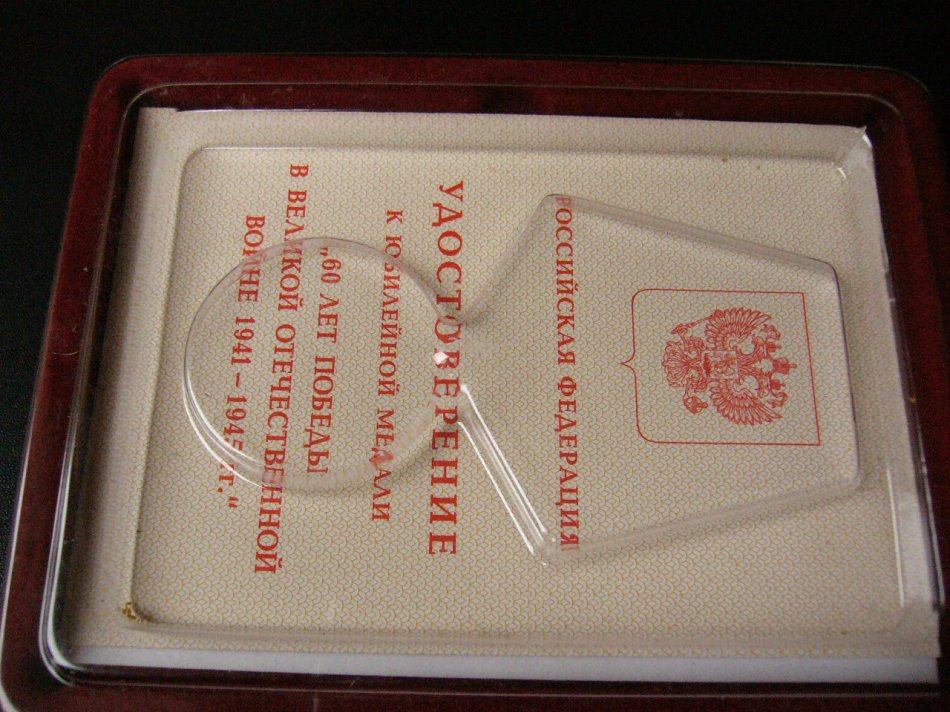 РОССИЙСКАЯ ФЕДЕРАЦИЯ
УДОСТОВЕРЕНИЕ
К ЮБИЛЕЙНОЙ МЕДАЛИ
„60 ЛЕТ ПОБЕДЫ
В ВЕЛИКОЙ ОТЕЧЕСТВЕННОЙ
ВОЙНЕ 1941–1945 гг.“